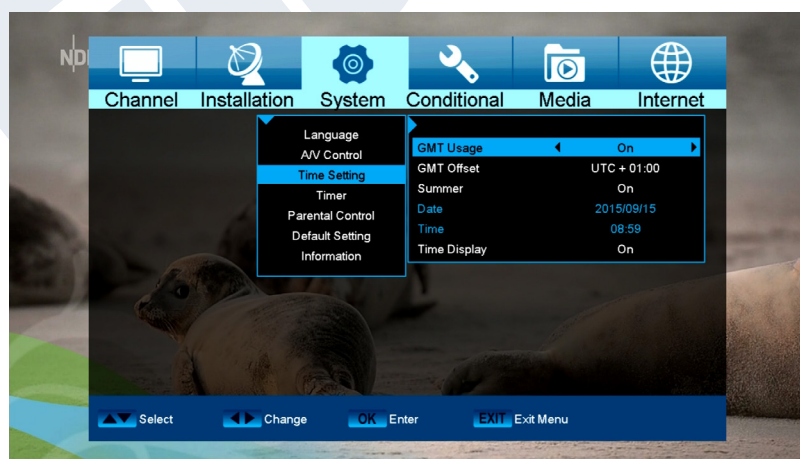 Channel Installation System Conditional Media Internet
Language
A/V Control
Time Setting
Timer
Parental Control
Default Setting
Information
GMT Usage On
GMT Offset UTC + 01:00
Summer On
Date 2015/09/15
Time 08:59
Time Display On
Select Change OK Enter EXIT Exit Menu